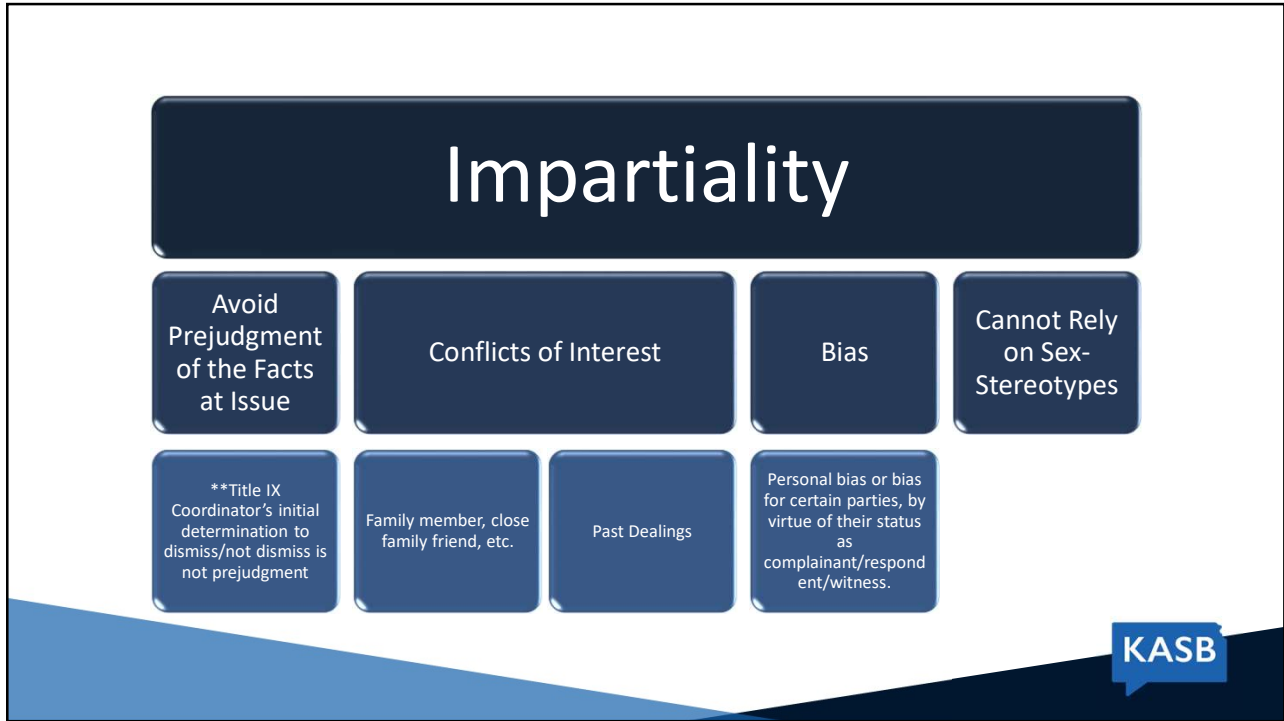 Impartiality
Avoid
Prejudgment
of the Facts
at Issue
Conflicts of Interest
Bias
Cannot Rely
on Sex-
Stereotypes
**Title IX
Coordinator’s initial
determination to
dismiss/not dismiss is
not prejudgment
Family member, close
family friend, etc.
Past Dealings
Personal bias or bias
for certain parties, by
virtue of their status
as
complainant/respond
ent/witness.
KASB